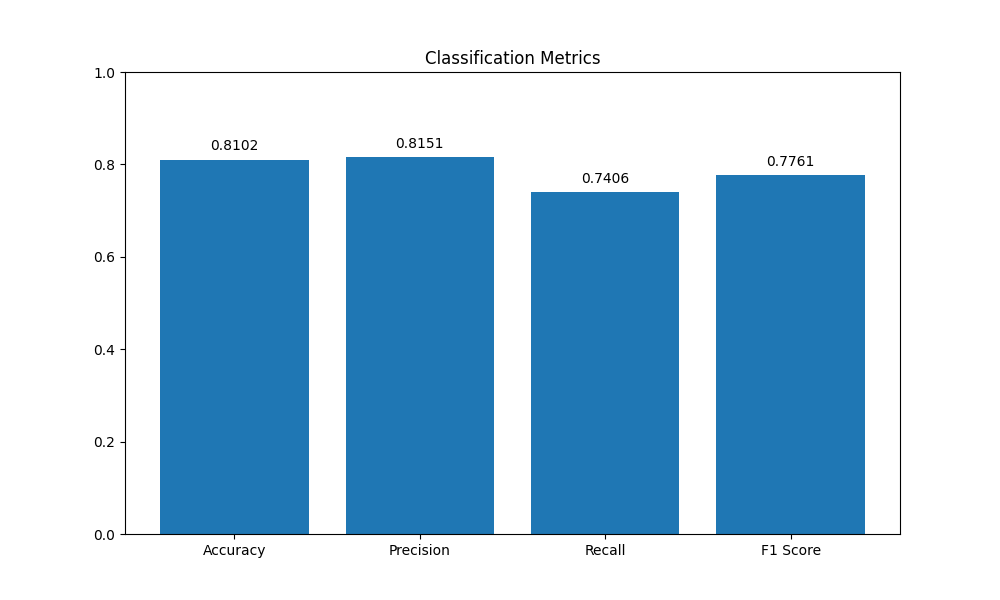 Classification Metrics
1.0
0.8
0.6
0.4
0.2
0.0
0.8102
0.8151
0.7406
0.7761
Accuracy
Precision
Recall
F1 Score